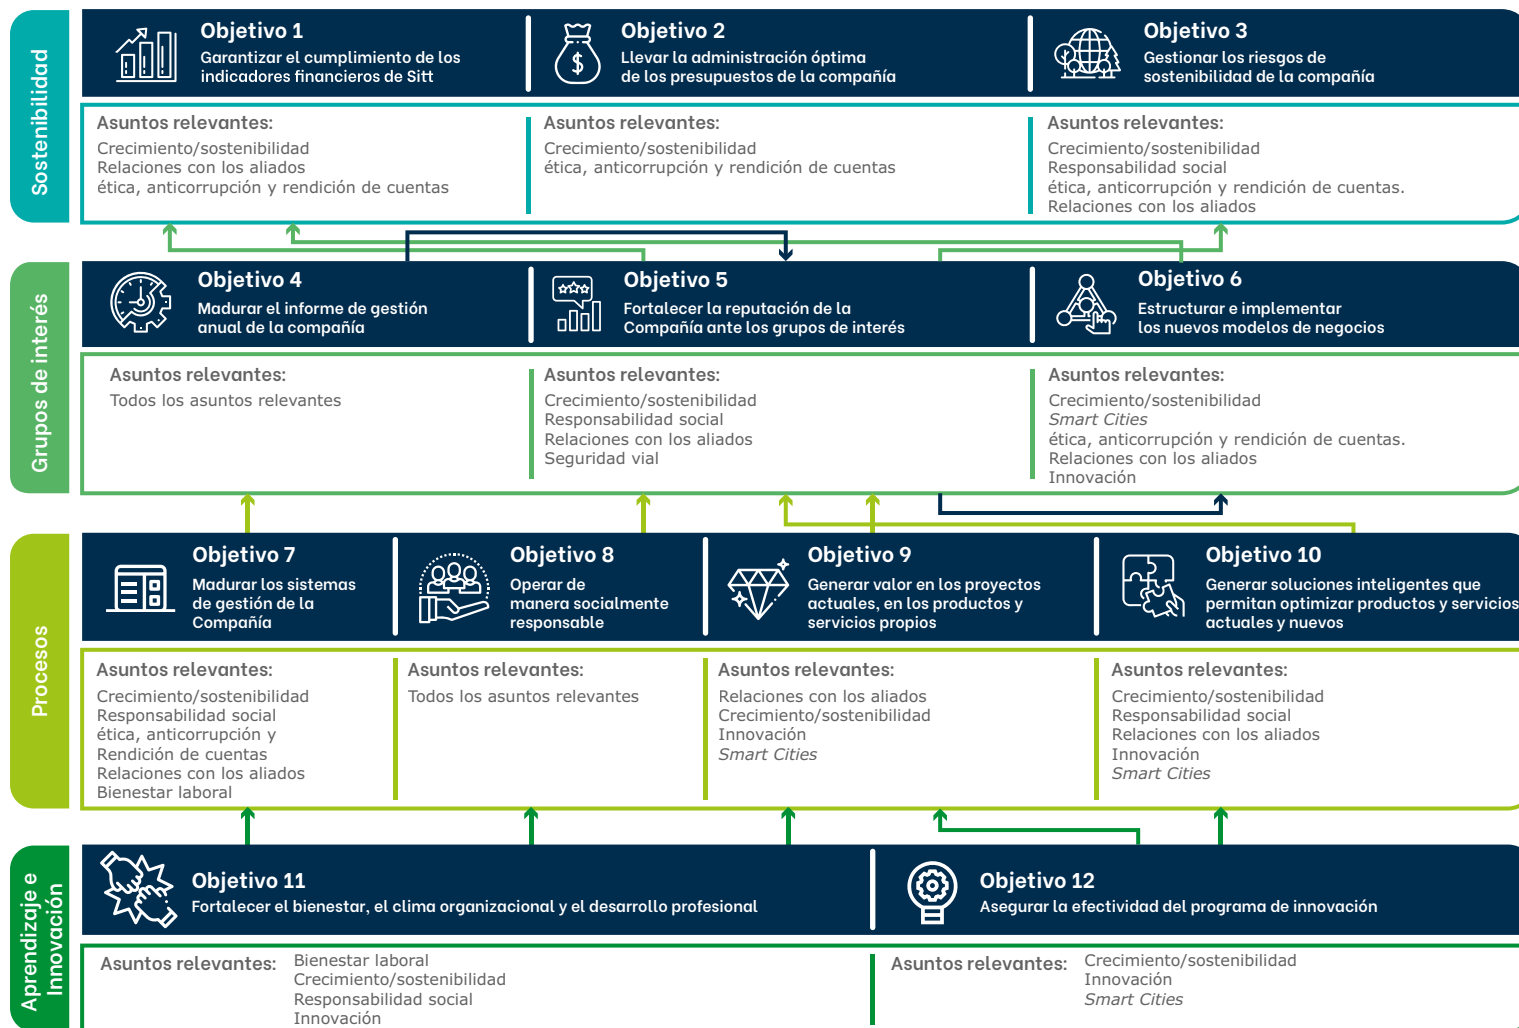 Sostenibilidad
Objetivo 1
Garantizar el cumplimiento de los
indicadores financieros de Sitt
Objetivo 2
Llevar la administración óptima
de los presupuestos de la compañía
Objetivo 3
Gestionar los riesgos de
sostenibilidad de la compañía
Asuntos relevantes:
Crecimiento/sostenibilidad
Relaciones con los aliados
ética, anticorrupción y rendición de cuentas
Asuntos relevantes:
Crecimiento/sostenibilidad
ética, anticorrupción y rendición de cuentas
Asuntos relevantes:
Crecimiento/sostenibilidad
Responsabilidad social
ética, anticorrupción y rendición de cuentas.
Relaciones con los aliados
Grupos de interés
Objetivo 4
Madurar el informe de gestión
anual de la compañía
Objetivo 5
Fortalecer la reputación de la
Compañía ante los grupos de interés
Objetivo 6
Estructurar e implementar
los nuevos modelos de negocios
Asuntos relevantes:
Todos los asuntos relevantes
Asuntos relevantes:
Crecimiento/sostenibilidad
Responsabilidad social
Relaciones con los aliados
Seguridad vial
Asuntos relevantes:
Crecimiento/sostenibilidad
Smart Cities
ética, anticorrupción y rendición de cuentas.
Relaciones con los aliados
Innovación
Procesos
Objetivo 7
Madurar los sistemas
de gestión de la
Compañía
Objetivo 8
Operar de
manera socialmente
responsable
Objetivo 9
Generar valor en los proyectos
actuales, en los productos y
servicios propios
Objetivo 10
Generar soluciones inteligentes que
permitan optimizar productos y servicios
actuales y nuevos
Asuntos relevantes:
Crecimiento/sostenibilidad
Responsabilidad social
ética, anticorrupción y
Rendición de cuentas
Relaciones con los aliados
Bienestar laboral
Asuntos relevantes:
Todos los asuntos relevantes
Asuntos relevantes:
Relaciones con los aliados
Crecimiento/sostenibilidad
Innovación
Smart Cities
Asuntos relevantes:
Crecimiento/sostenibilidad
Responsabilidad social
Relaciones con los aliados
Innovación
Smart Cities
Aprendizaje e
Innovación
Objetivo 11
Fortalecer el bienestar, el clima organizacional y el desarrollo profesional
Objetivo 12
Asegurar la efectividad del programa de innovación
Asuntos relevantes:
Bienestar laboral
Crecimiento/sostenibilidad
Responsabilidad social
Innovación
Asuntos relevantes:
Crecimiento/sostenibilidad
Innovación
Smart Cities